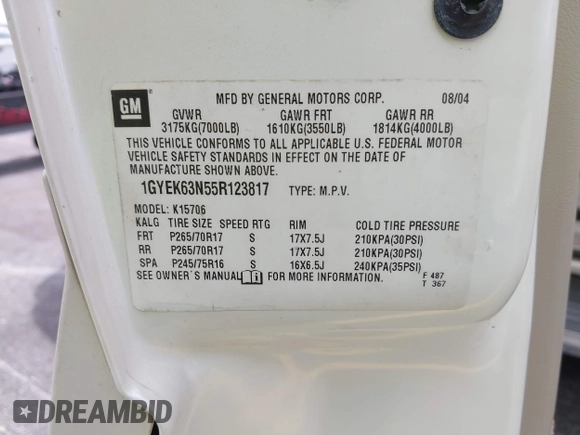 GM
MFD BY GENERAL MOTORS CORP. 08/04
GVWR GAWR FRT GAWR RR
3175KG(7000LB) 1610KG(3550LB) 1814KG(4000LB)
THIS VEHICLE CONFORMS TO ALL APPLICABLE U.S. FEDERAL MOTOR
VEHICLE SAFETY STANDARDS IN EFFECT ON THE DATE OF
MANUFACTURE SHOWN ABOVE.
1GYEK63N55R123817 TYPE: M.P.V.
MODEL: K15706
KALG TIRE SIZE SPEED RTG RIM COLD TIRE PRESSURE
FRT P265/70R17 S 17X7.5J 210KPA(30PSI)
RR P265/70R17 S 17X7.5J 210KPA(30PSI)
SPA P245/75R16 S 16X6.5J 240KPA(35PSI)
SEE OWNER'S MANUAL FOR MORE INFORMATION.
F 487
T 367
DREAMBID